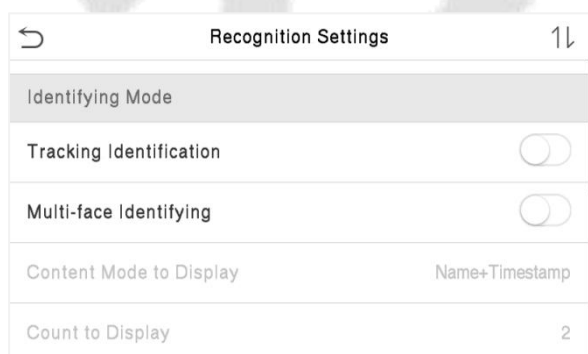 Recognition Settings
Identifying Mode
Tracking Identification
Multi-face Identifying
Content Mode to Display Name+Timestamp
Count to Display 2